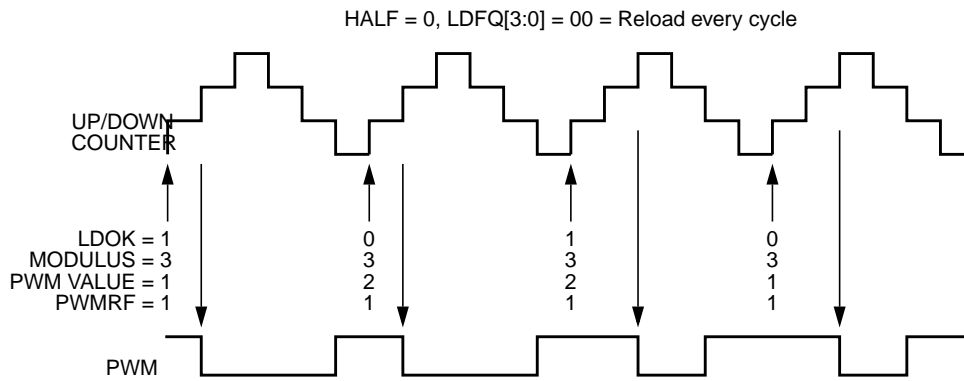 HALF = 0, LDFQ[3:0] = 00 = Reload every cycle
UP/DOWN
COUNTER
LDOK = 1 0 1 0
MODULUS = 3 3 3 3
PWM VALUE = 1 2 2 1
PWMRF = 1 1 1 1
PWM